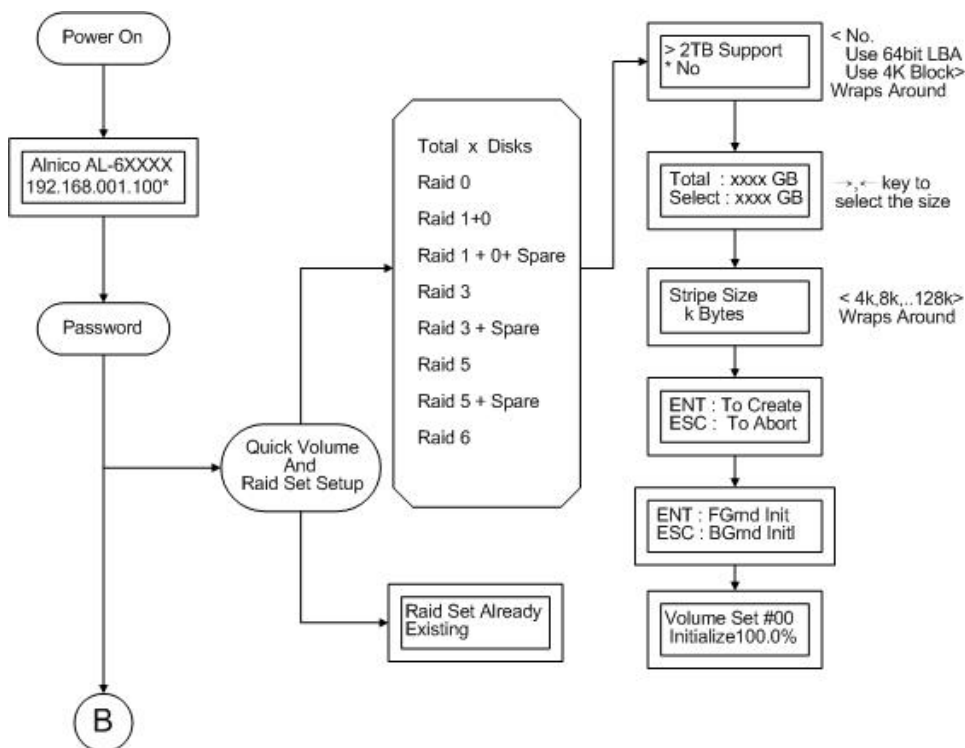 Power On
Alnico AL-6XXXX
192.168.001.100*
Password
Quick Volume
And
Raid Set Setup
B
Total x Disks
Raid 0
Raid 1+0
Raid 1 + 0+ Spare
Raid 3
Raid 3 + Spare
Raid 5
Raid 5 + Spare
Raid 6
Raid Set Already
Existing
> 2TB Support
* No
< No.
Use 64bit LBA
Use 4K Block>
Wraps Around
Total : xxxx GB
Select : xxxx GB
→,← key to
select the size
Stripe Size
k Bytes
< 4k,8k,..128k>
Wraps Around
ENT : To Create
ESC : To Abort
ENT : FGrnd Init
ESC : BGrnd Initl
Volume Set #00
Initialize100.0%